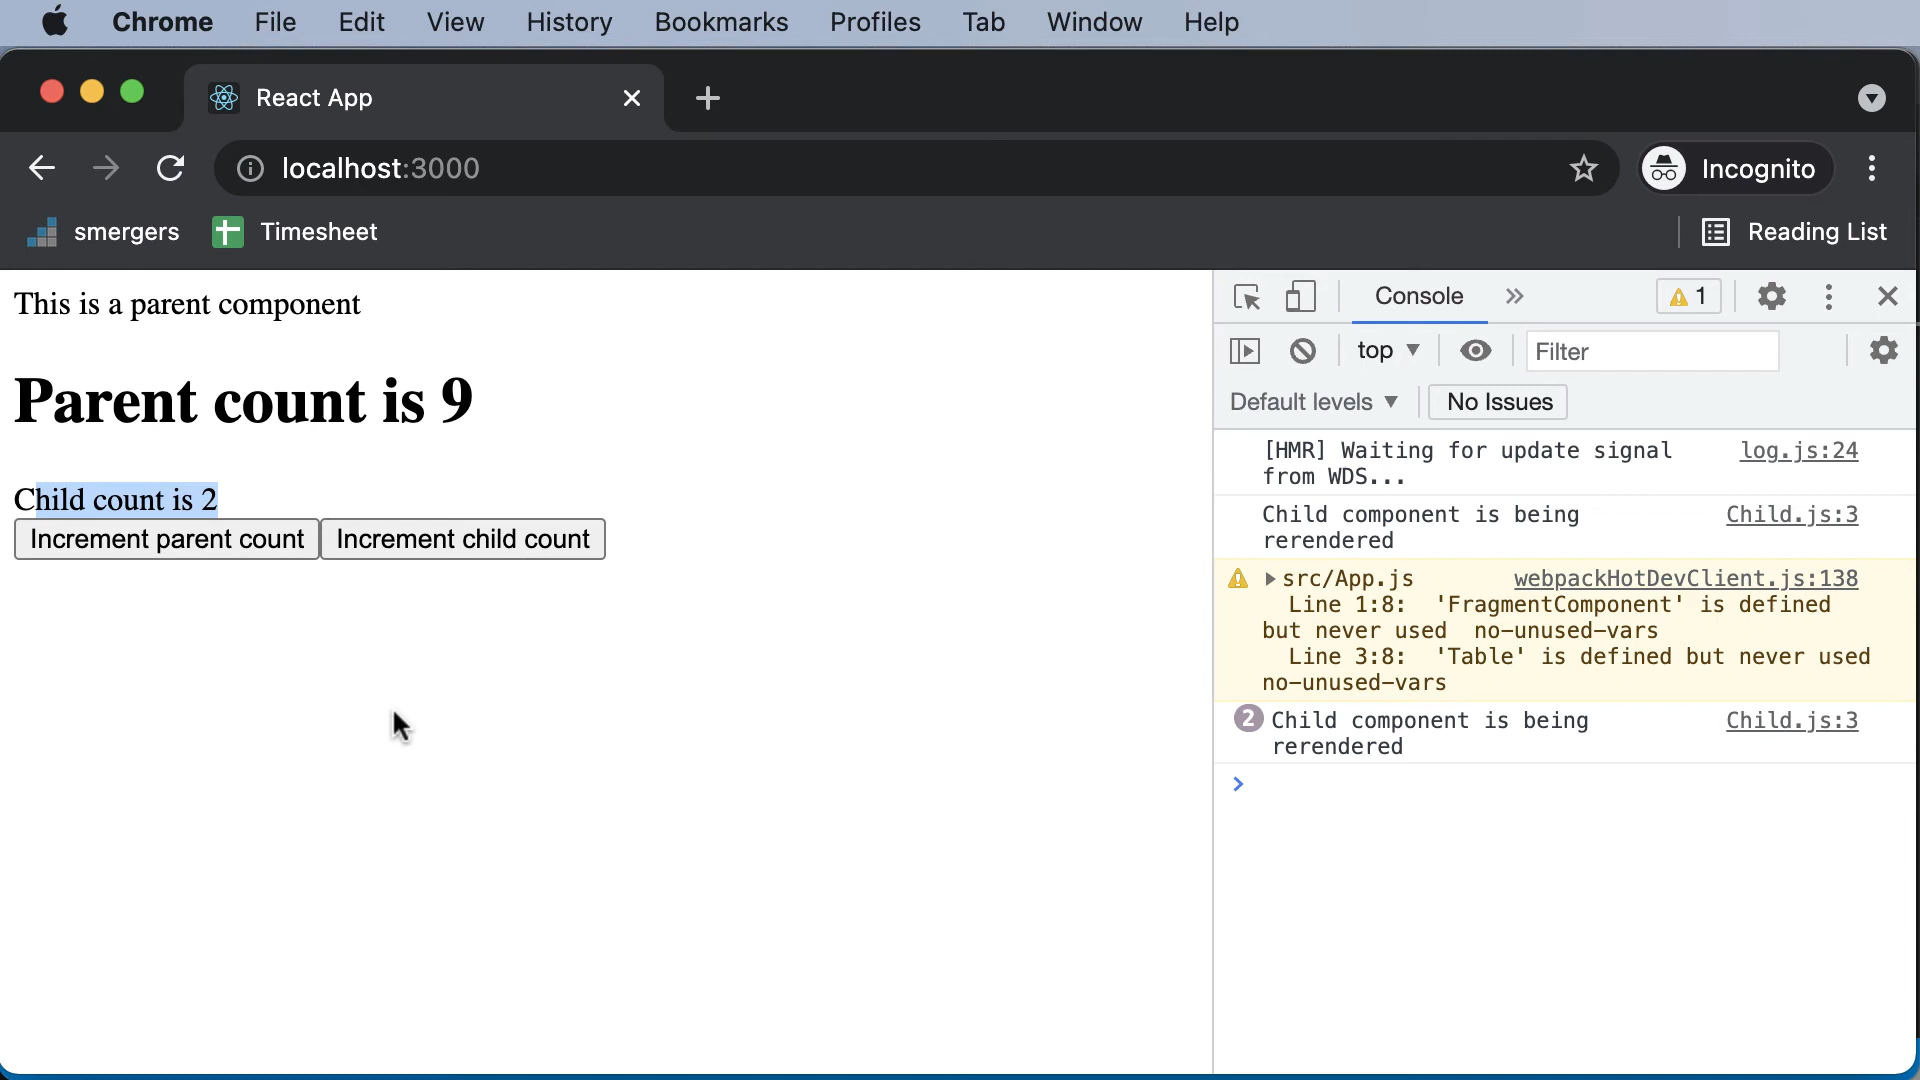 Chrome File Edit View History Bookmarks Profiles Tab Window Help
React App
localhost:3000
Incognito
smergers Timesheet
Reading List
This is a parent component
Parent count is 9
Child count is 2
Increment parent count Increment child count
Console 1
top Filter
Default levels No Issues
[HMR] Waiting for update signal log.js:24
from WDS...
Child component is being Child.js:3
rerendered
src/App.js webpackHotDevClient.js:138
Line 1:8: 'FragmentComponent' is defined
but never used no-unused-vars
Line 3:8: 'Table' is defined but never used
no-unused-vars
2 Child component is being Child.js:3
rerendered